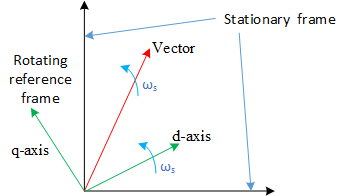 Stationary frame
Vector
Rotating
reference
frame
ωs
d-axis
q-axis
ωs